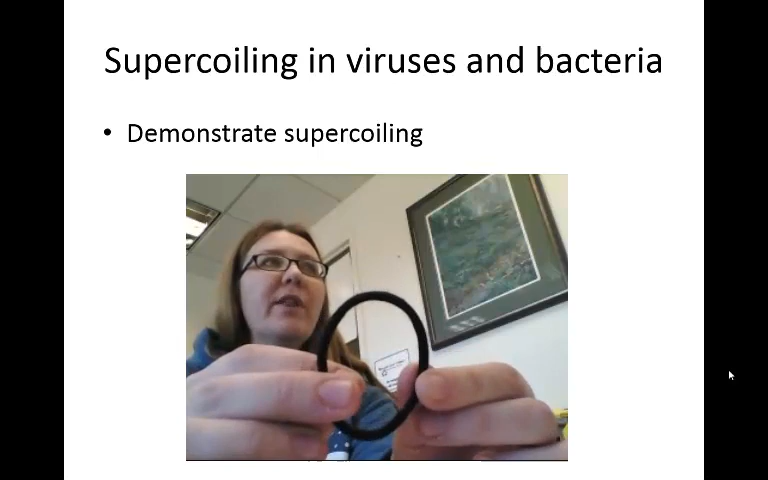 Supercoiling in viruses and bacteria
• Demonstrate supercoiling